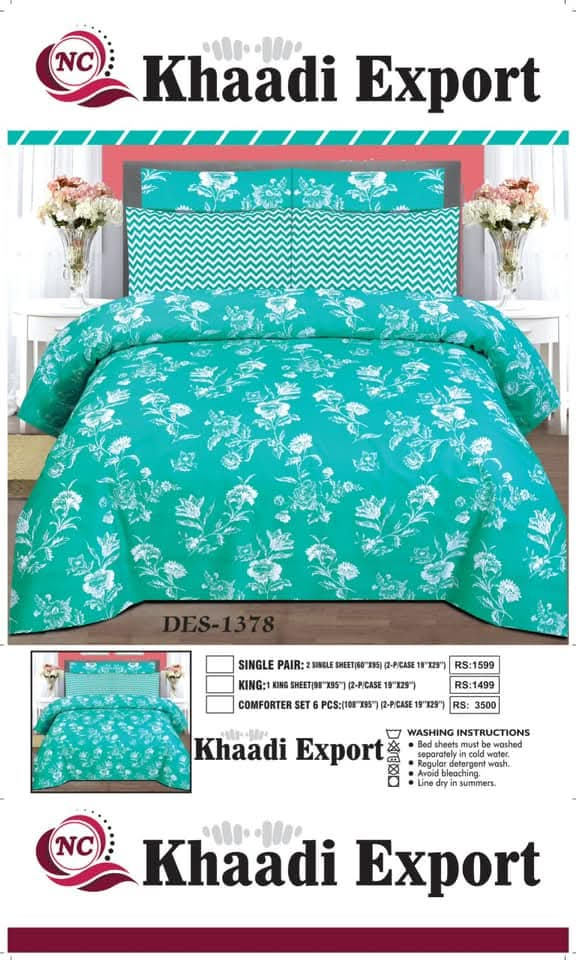 NC
Khaadi Export
DES-1378
SINGLE PAIR: 2 SINGLE SHEET(60"X95) (2-P/CASE 19"X29") RS:1599
KING:1 KING SHEET(98"X95") (2-P/CASE 19"X29") RS:1499
COMFORTER SET 6 PCS:(108"X95") (2-P/CASE 19"X29") RS: 3500
Khaadi Export
WASHING INSTRUCTIONS
● Bed sheets must be washed
separately in cold water.
● Regular detergent wash.
● Avoid bleaching.
● Line dry in summers.
NC
Khaadi Export